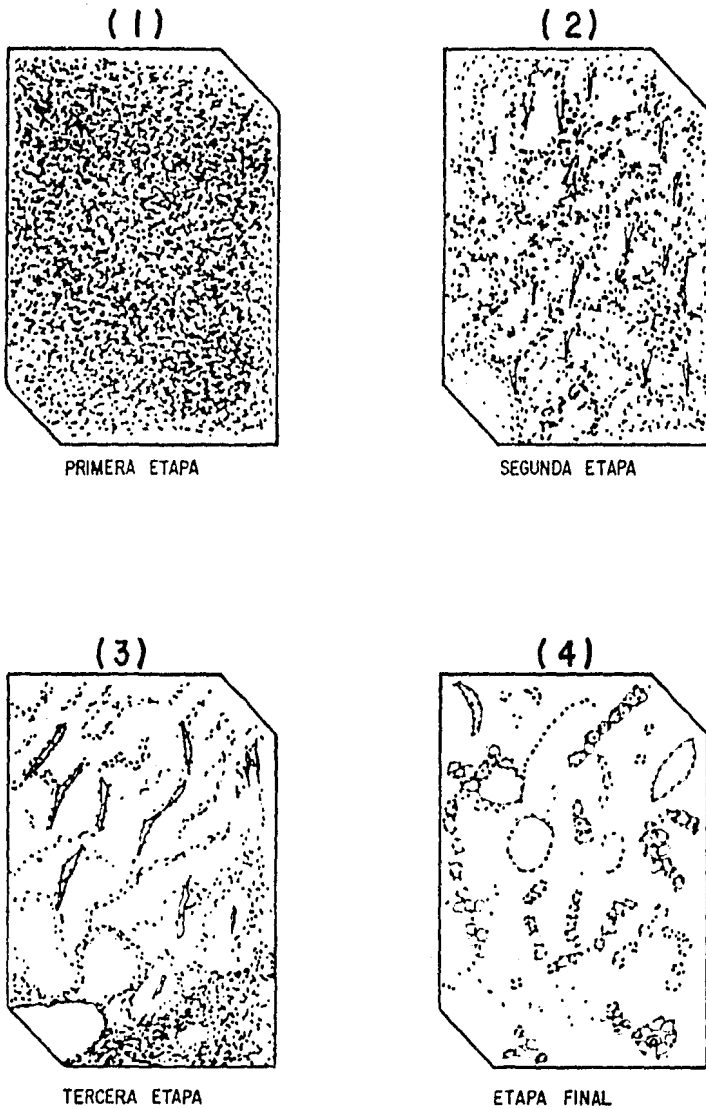 (1)
(2)
PRIMERA ETAPA
SEGUNDA ETAPA
(3)
(4)
TERCERA ETAPA
ETAPA FINAL